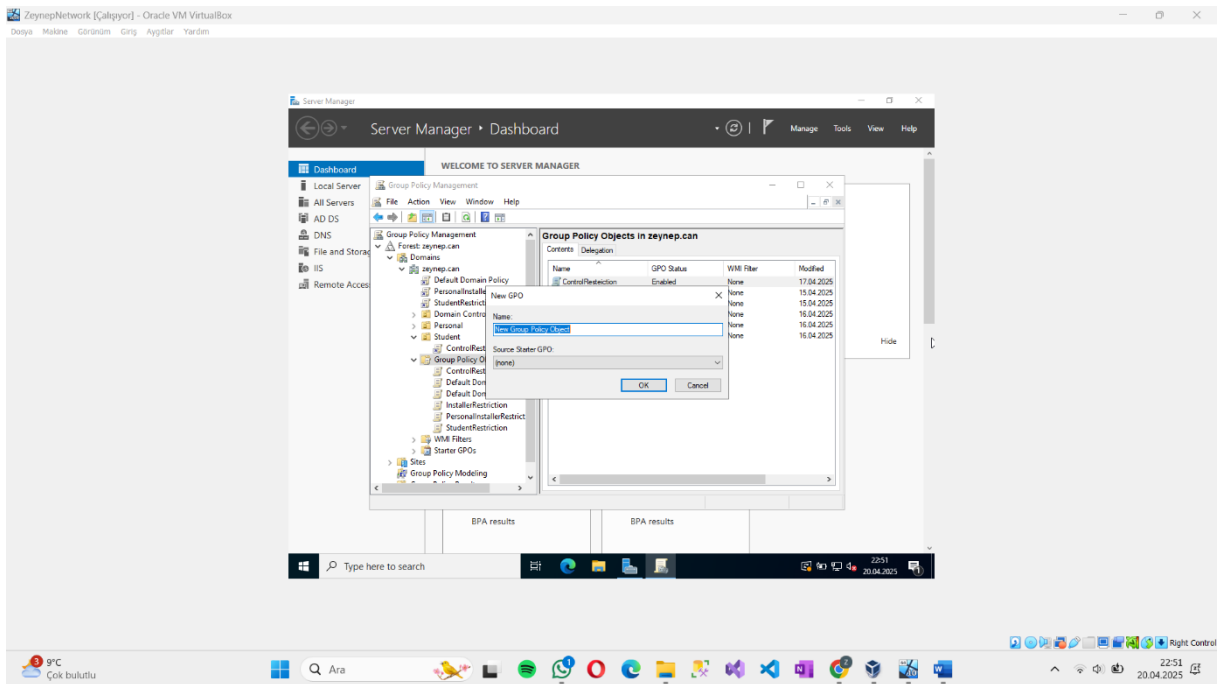 ZeynepNetwork [Çalışıyor] - Oracle VM VirtualBox
Dosya Makine Görünüm Giriş Aygıtlar Yardım
Server Manager
Server Manager • Dashboard
Manage Tools View Help
Dashboard
Local Server
All Servers
AD DS
DNS
File and Storag
IIS
Remote Acces
WELCOME TO SERVER MANAGER
Group Policy Management
File Action View Window Help
Group Policy Management
Forest: zeynep.can
Domains
zeynep.can
Default Domain Policy
PersonalInstalle
StudentRestrict
Domain Contro
Personal
Student
ControlRest
Group Policy O
ControlRest
Default Don
Default Don
InstallerRestriction
PersonalInstallerRestrict
StudentRestriction
WMI Filters
Starter GPOs
Sites
Group Policy Modeling
Group Policy Objects in zeynep.can
Contents Delegation
Name GPO Status WMI Filter Modified
ControlResteiction Enabled None 17.04.2025
None 15.04.2025
None 15.04.2025
None 16.04.2025
None 16.04.2025
None 16.04.2025
New GPO
Name:
New Group Policy Object
Source Starter GPO:
(none)
OK Cancel
Hide
BPA results BPA results
Type here to search
22:51
20.04.2025
1
Right Control
3
9°C
Çok bulutlu
Ara
2
22:51
20.04.2025